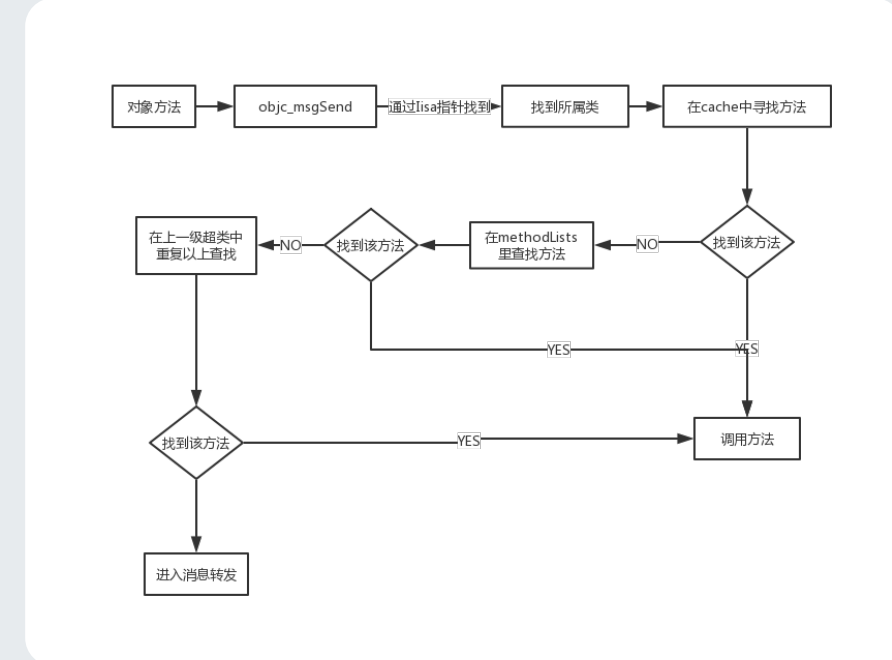 对象方法
objc_msgSend
通过Iisa指针找到
找到所属类
在cache中寻找方法
在上一级超类中
重复以上查找
NO
找到该方法
在methodLists
里查找方法
NO
找到该方法
YES
YES
找到该方法
YES
调用方法
进入消息转发